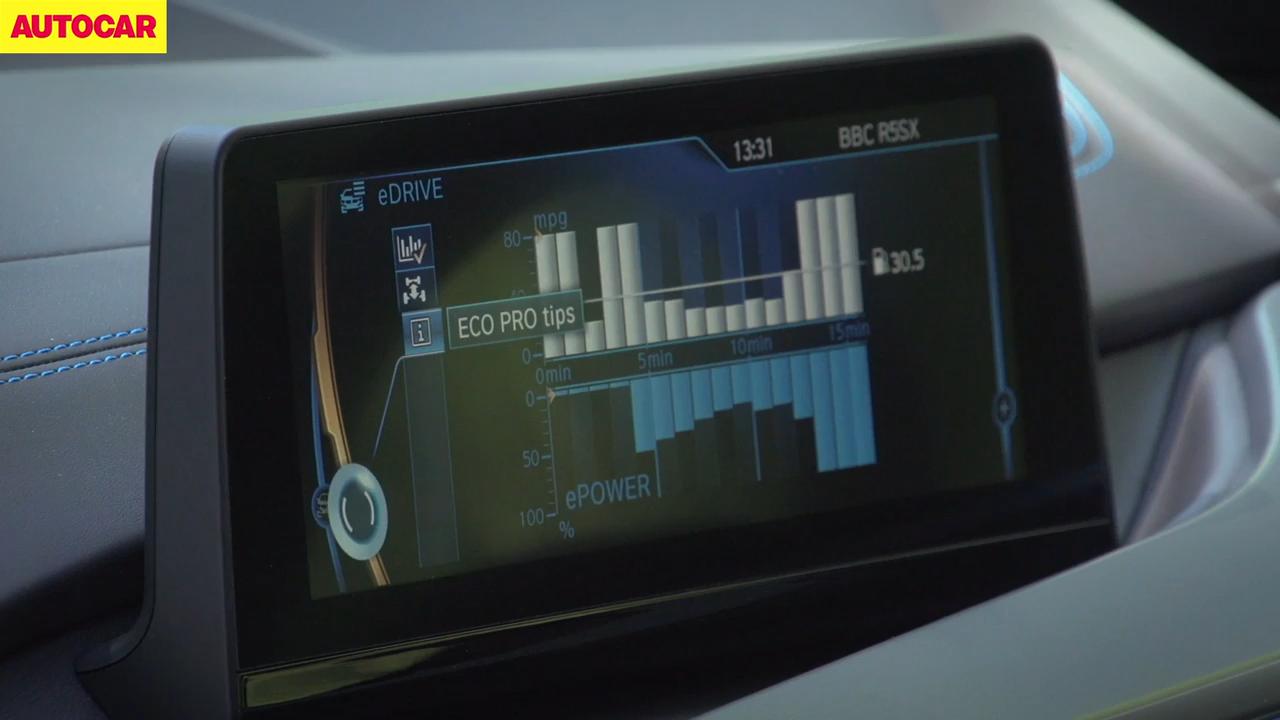 AUTOCAR
13:31
BBC R5SX
eDRIVE
mpg
80
30.5
ECO PRO tips
0
0min
5min
10min
15min
0
50
ePOWER
100
%